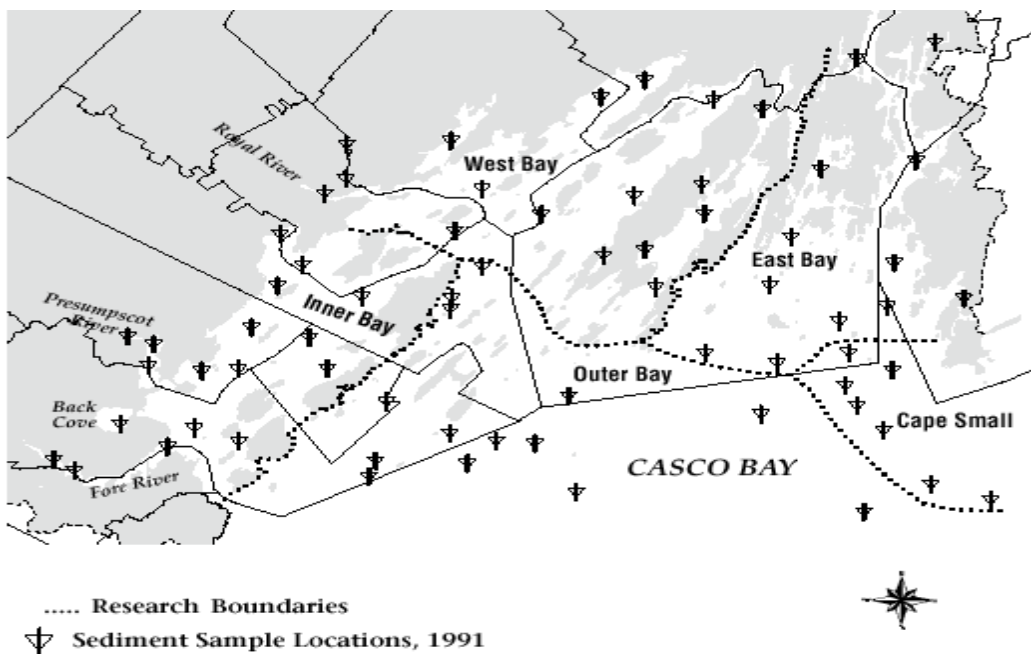 Royal River
West Bay
East Bay
Inner Bay
Presumpscot
River
Outer Bay
Back
Cove
Cape Small
CASCO BAY
Fore River
..... Research Boundaries
Sediment Sample Locations, 1991